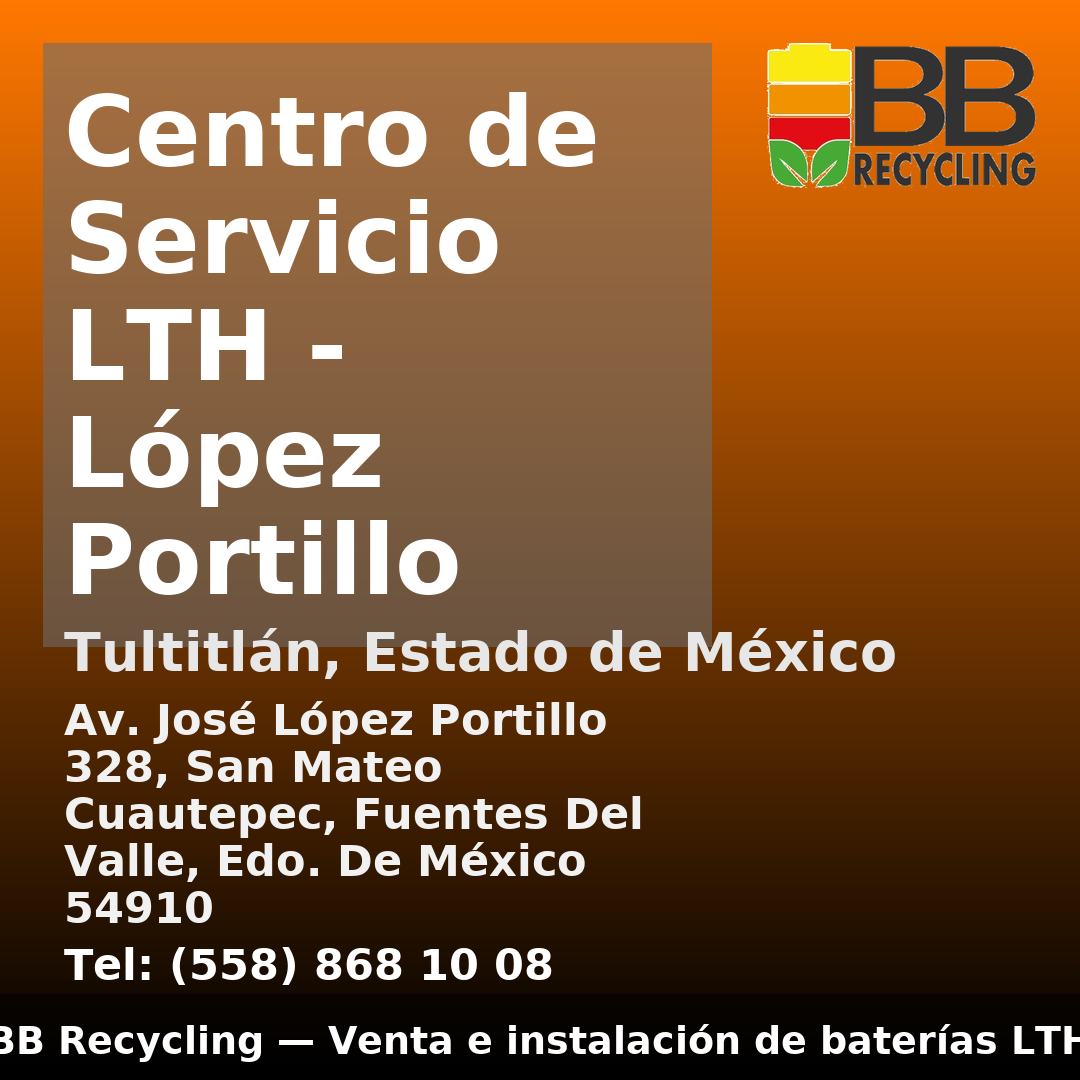 Centro de
Servicio
LTH -
López
Portillo
BB
RECYCLING
Tultitlán, Estado de México
Av. José López Portillo
328, San Mateo
Cuautepec, Fuentes Del
Valle, Edo. De México
54910
Tel: (558) 868 10 08
BB Recycling — Venta e instalación de baterías LTH